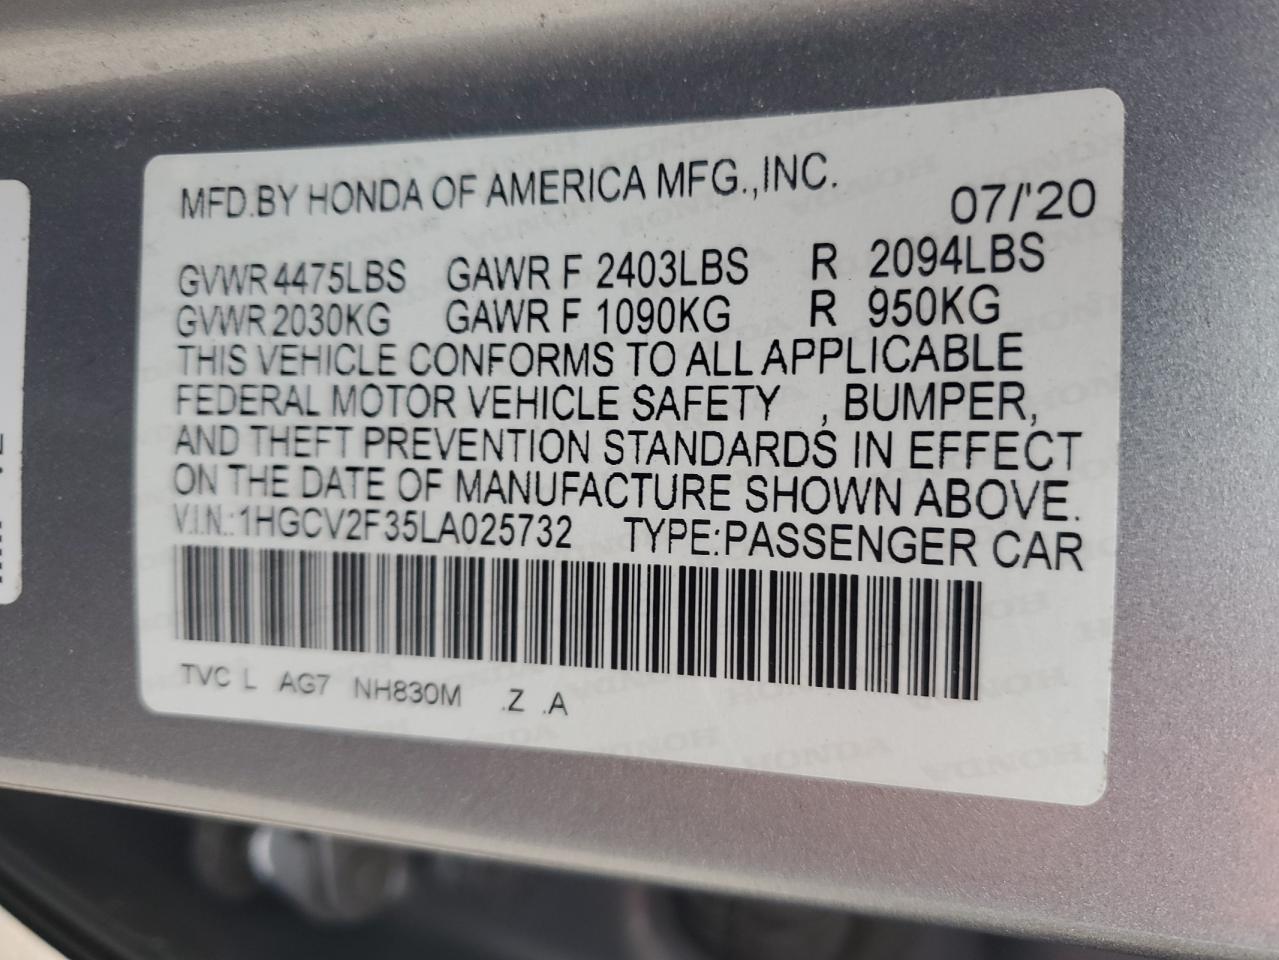 MFD.BY HONDA OF AMERICA MFG.,INC. 07/'20
GVWR 4475LBS GAWR F 2403LBS R 2094LBS
GVWR 2030KG GAWR F 1090KG R 950KG
THIS VEHICLE CONFORMS TO ALL APPLICABLE
FEDERAL MOTOR VEHICLE SAFETY , BUMPER,
AND THEFT PREVENTION STANDARDS IN EFFECT
ON THE DATE OF MANUFACTURE SHOWN ABOVE.
V.I.N.:1HGCV2F35LA025732 TYPE:PASSENGER CAR
TVC L AG7 NH830M .Z .A